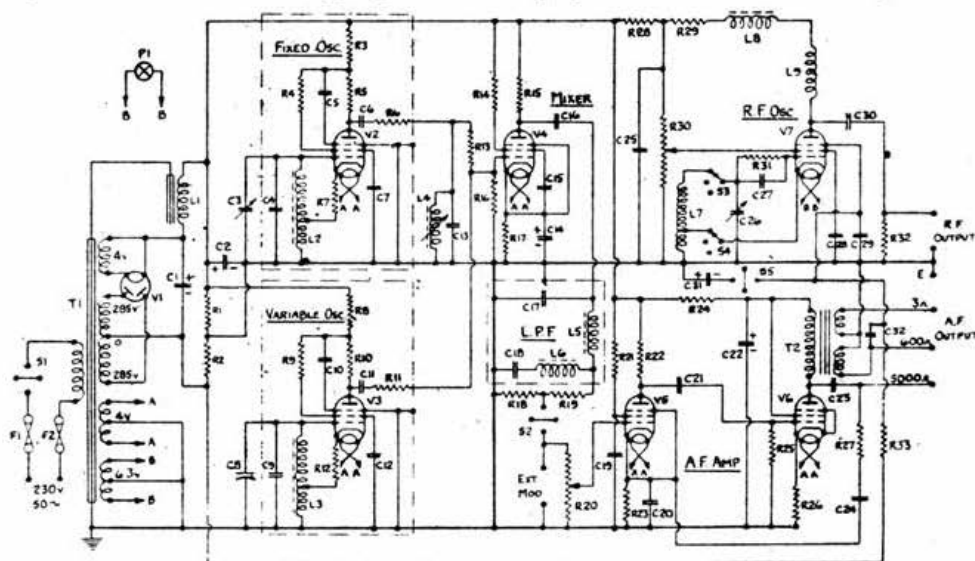 P1
B B
FIXED OSC
R3
R4
C5
R5
C6
R14
V2
C3
C4
R7
C7
L2
A A
L4
C13
R13
R14
R15
MIXER
C16
V4
C15
R16
R17
A A
C14
R28
R29
L8
L9
R.F OSC
V7
C30
C25
R30
R31
C27
S3
L7
C26
S4
B B
C28
C29
R32
R.F OUTPUT
E
L1
C2
+ -
T1
4v
V1
C1
285v
0
285v
4v
A
A
6.3v
B
B
S1
F1
F2
230v
50~
R1
R2
VARIABLE OSC
R8
R9
C10
R10
C11
R11
V3
C8
C9
R12
C12
L3
A A
C17
L.P.F
L5
C18
L6
R18
R19
S2
EXT
MOD
R20
C19
R21
R22
C21
V5
A A
R23
C20
A.F. AMP
C31
S5
R24
C22
T2
C32
3Ω
A.F.
OUTPUT
600Ω
5000Ω
C23
V6
R25
A A
R26
R27
C24
R33